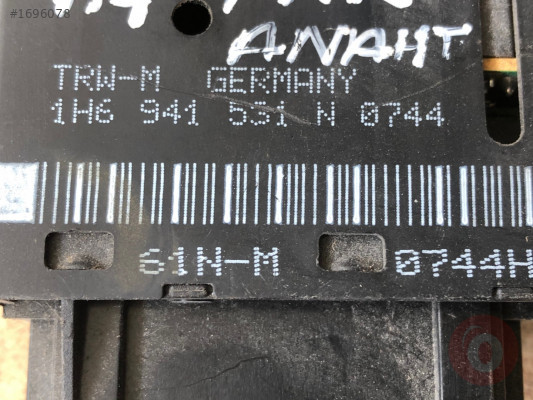 #1696078
ANAHT
TRW-M GERMANY
1H6 941 531 N 0744
61N-M 0744H